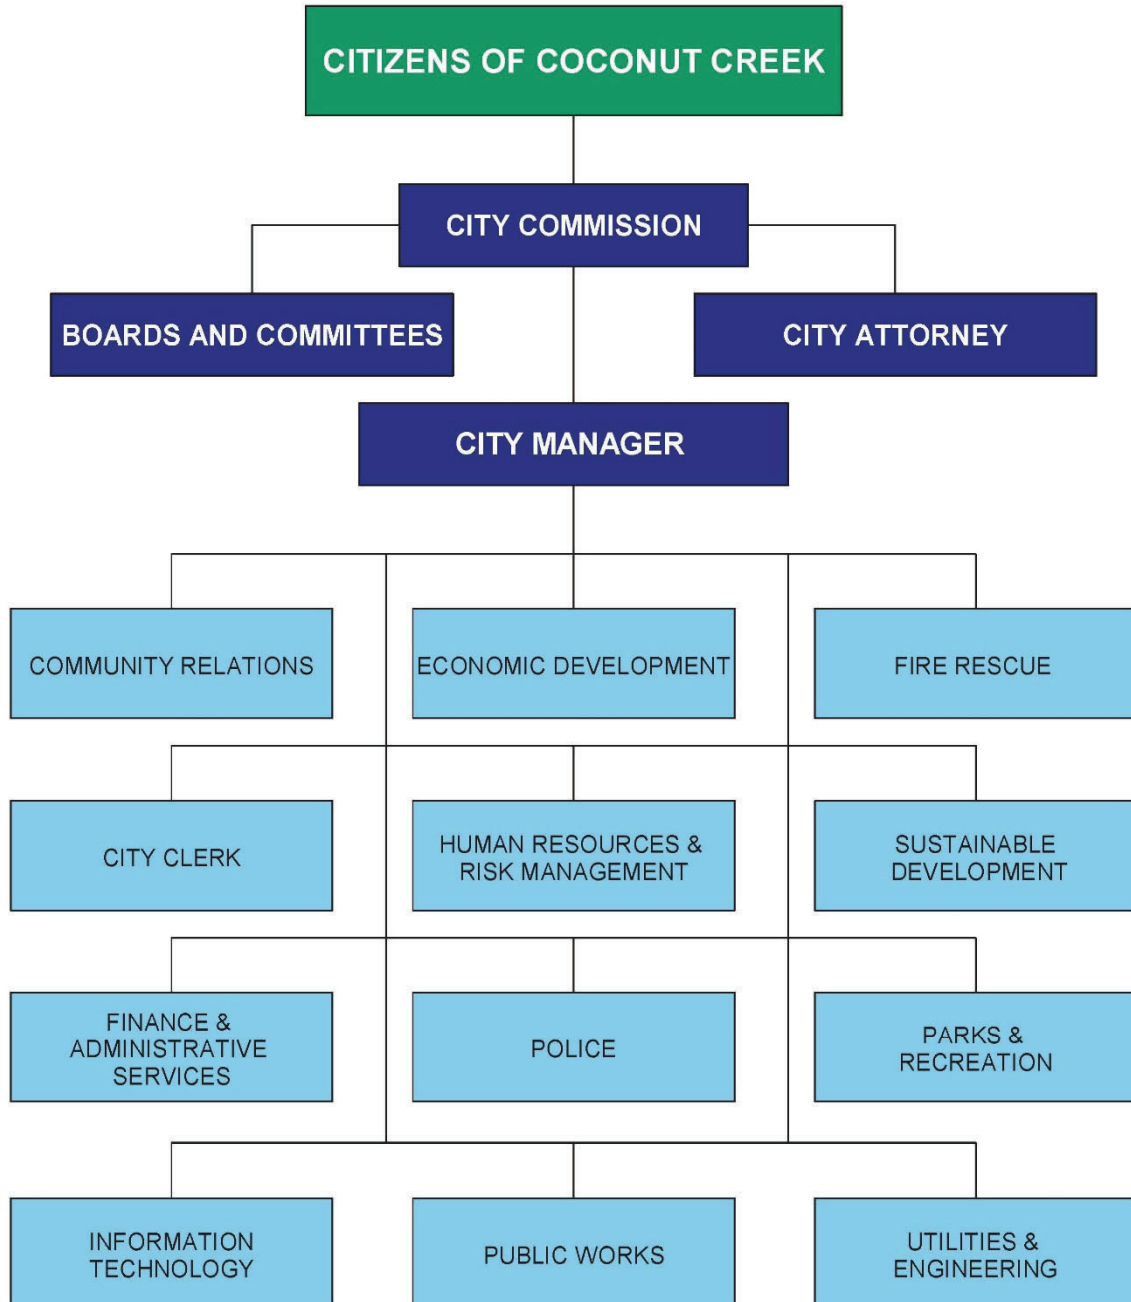 CITIZENS OF COCONUT CREEK
CITY COMMISSION
BOARDS AND COMMITTEES
CITY ATTORNEY
CITY MANAGER
COMMUNITY RELATIONS
ECONOMIC DEVELOPMENT
FIRE RESCUE
CITY CLERK
HUMAN RESOURCES &
RISK MANAGEMENT
SUSTAINABLE
DEVELOPMENT
FINANCE &
ADMINISTRATIVE
SERVICES
POLICE
PARKS &
RECREATION
INFORMATION
TECHNOLOGY
PUBLIC WORKS
UTILITIES &
ENGINEERING